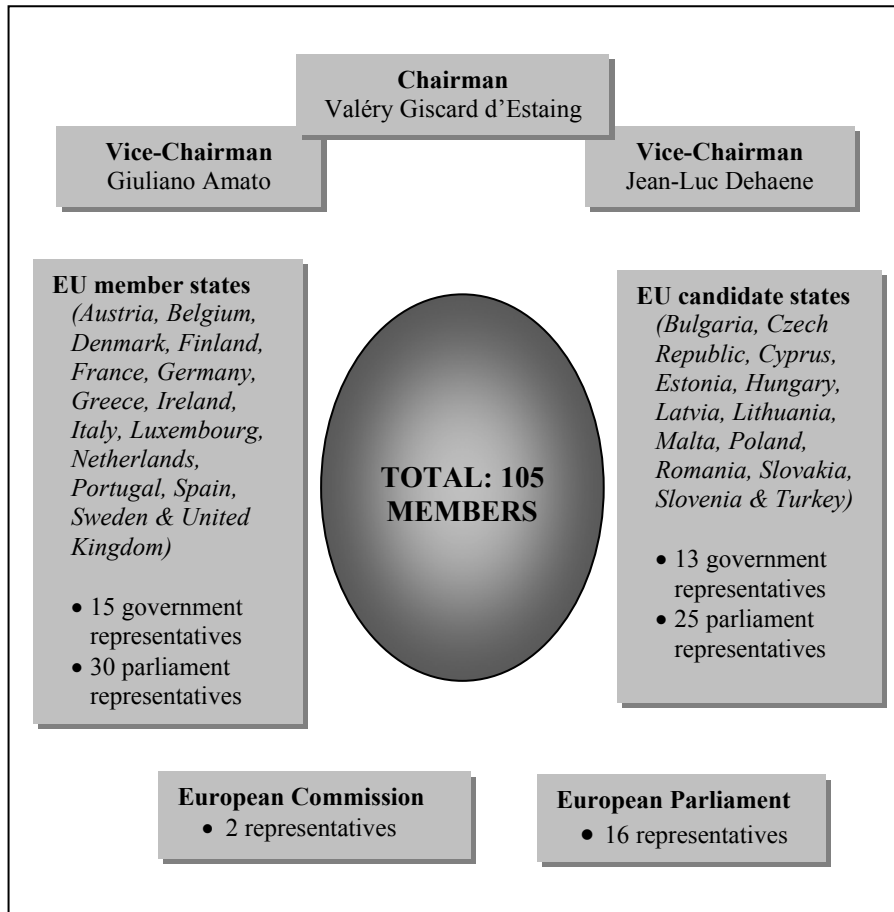 Chairman
Valéry Giscard d’Estaing
Vice-Chairman
Giuliano Amato
Vice-Chairman
Jean-Luc Dehaene
EU member states
(Austria, Belgium,
Denmark, Finland,
France, Germany,
Greece, Ireland,
Italy, Luxembourg,
Netherlands,
Portugal, Spain,
Sweden & United
Kingdom)
• 15 government
representatives
• 30 parliament
representatives
TOTAL: 105
MEMBERS
EU candidate states
(Bulgaria, Czech
Republic, Cyprus,
Estonia, Hungary,
Latvia, Lithuania,
Malta, Poland,
Romania, Slovakia,
Slovenia & Turkey)
• 13 government
representatives
• 25 parliament
representatives
European Commission
• 2 representatives
European Parliament
• 16 representatives